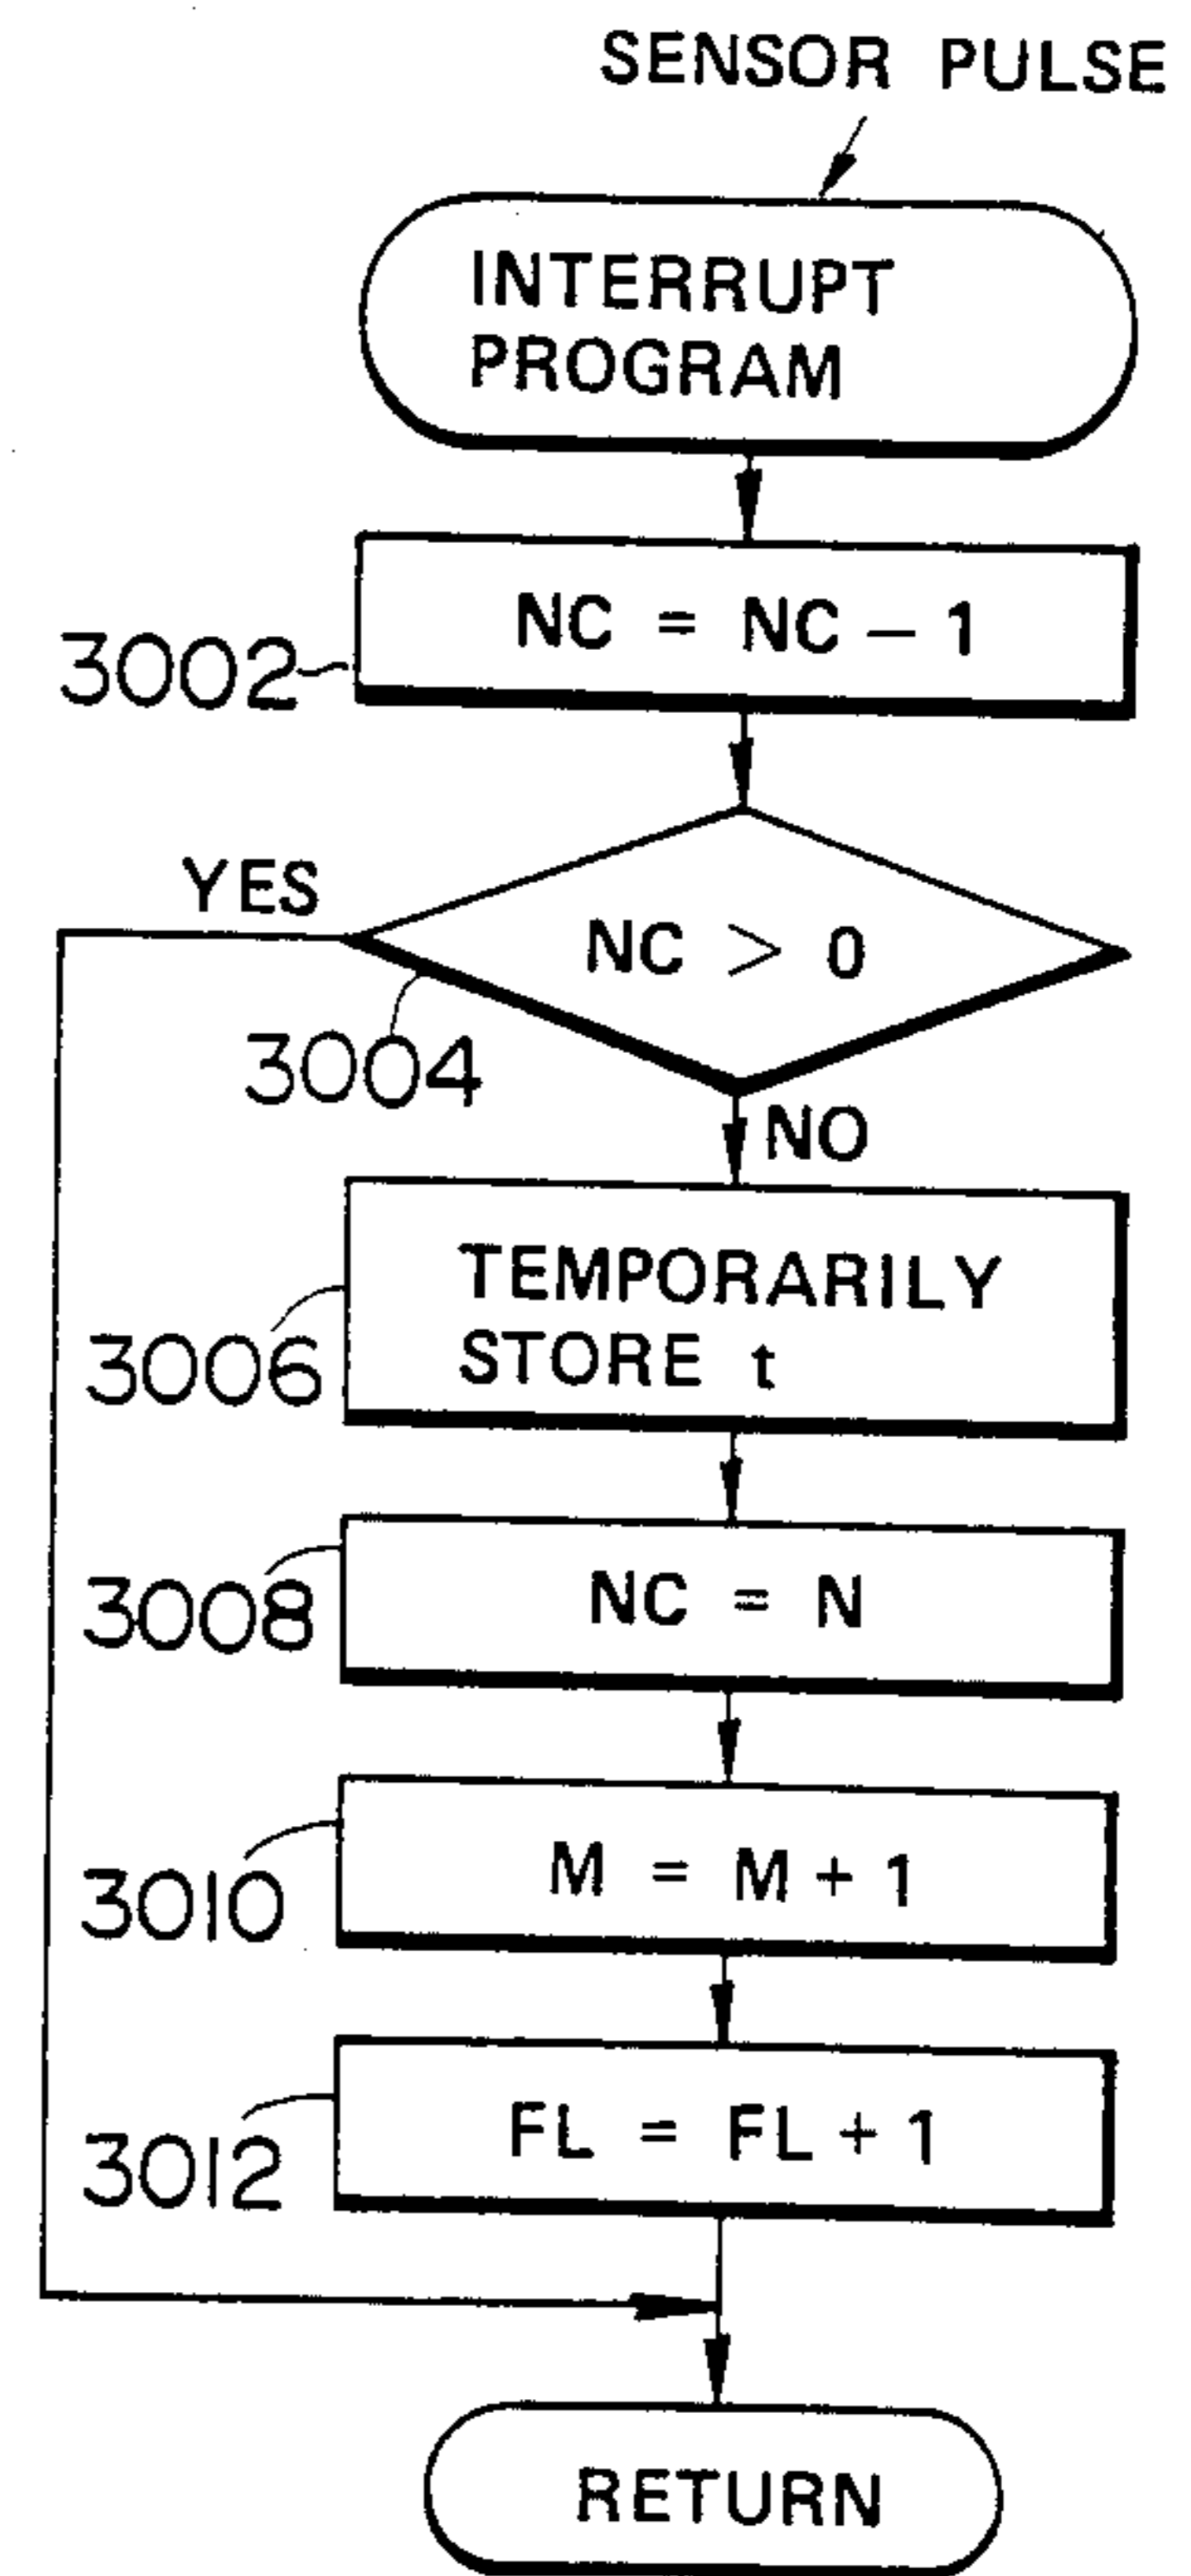 SENSOR PULSE
INTERRUPT
PROGRAM
NC = NC - 1
3002
YES
NC > 0
3004
NO
TEMPORARILY
STORE t
3006
NC = N
3008
M = M + 1
3010
FL = FL + 1
3012
RETURN